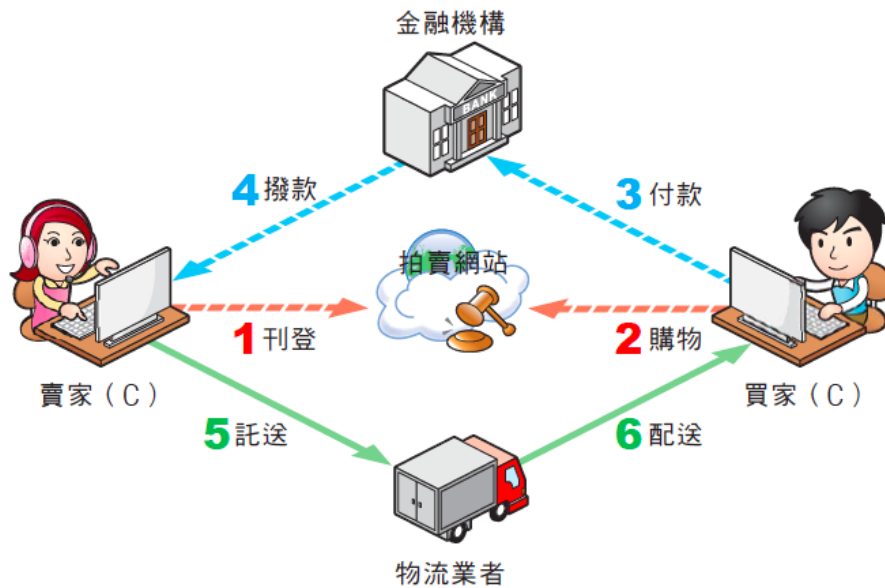 金融機構
BANK
4 撥款
3 付款
拍賣網站
1 刊登
2 購物
賣家（C）
買家（C）
5 託送
6 配送
物流業者